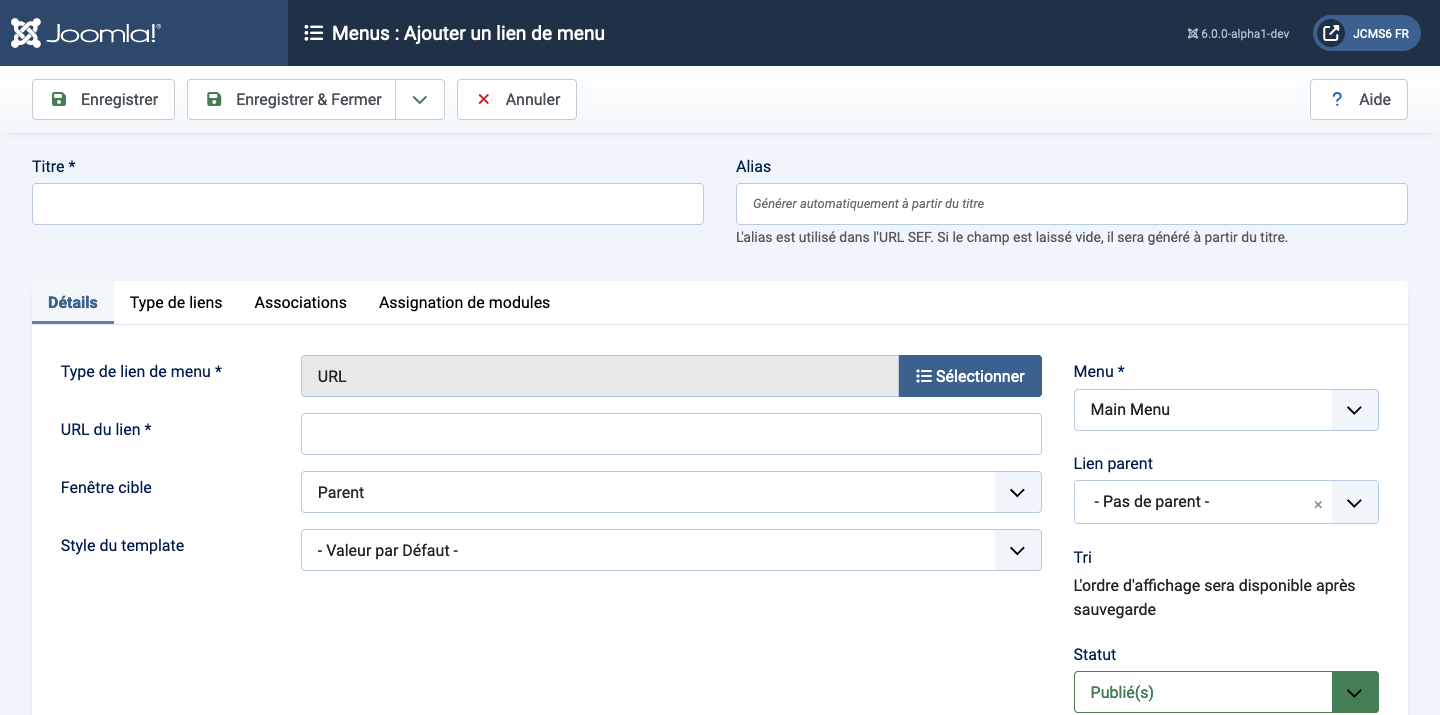 Joomla!®
Menus : Ajouter un lien de menu
6.0.0-alpha1-dev
JCMS6 FR
Enregistrer
Enregistrer & Fermer
Annuler
? Aide
Titre *
Alias
Générer automatiquement à partir du titre
L'alias est utilisé dans l'URL SEF. Si le champ est laissé vide, il sera généré à partir du titre.
Détails
Type de liens
Associations
Assignation de modules
Type de lien de menu *
URL
Sélectionner
URL du lien *
Fenêtre cible
Parent
Style du template
- Valeur par Défaut -
Menu *
Main Menu
Lien parent
- Pas de parent -
×
Tri
L'ordre d'affichage sera disponible après
sauvegarde
Statut
Publié(s)